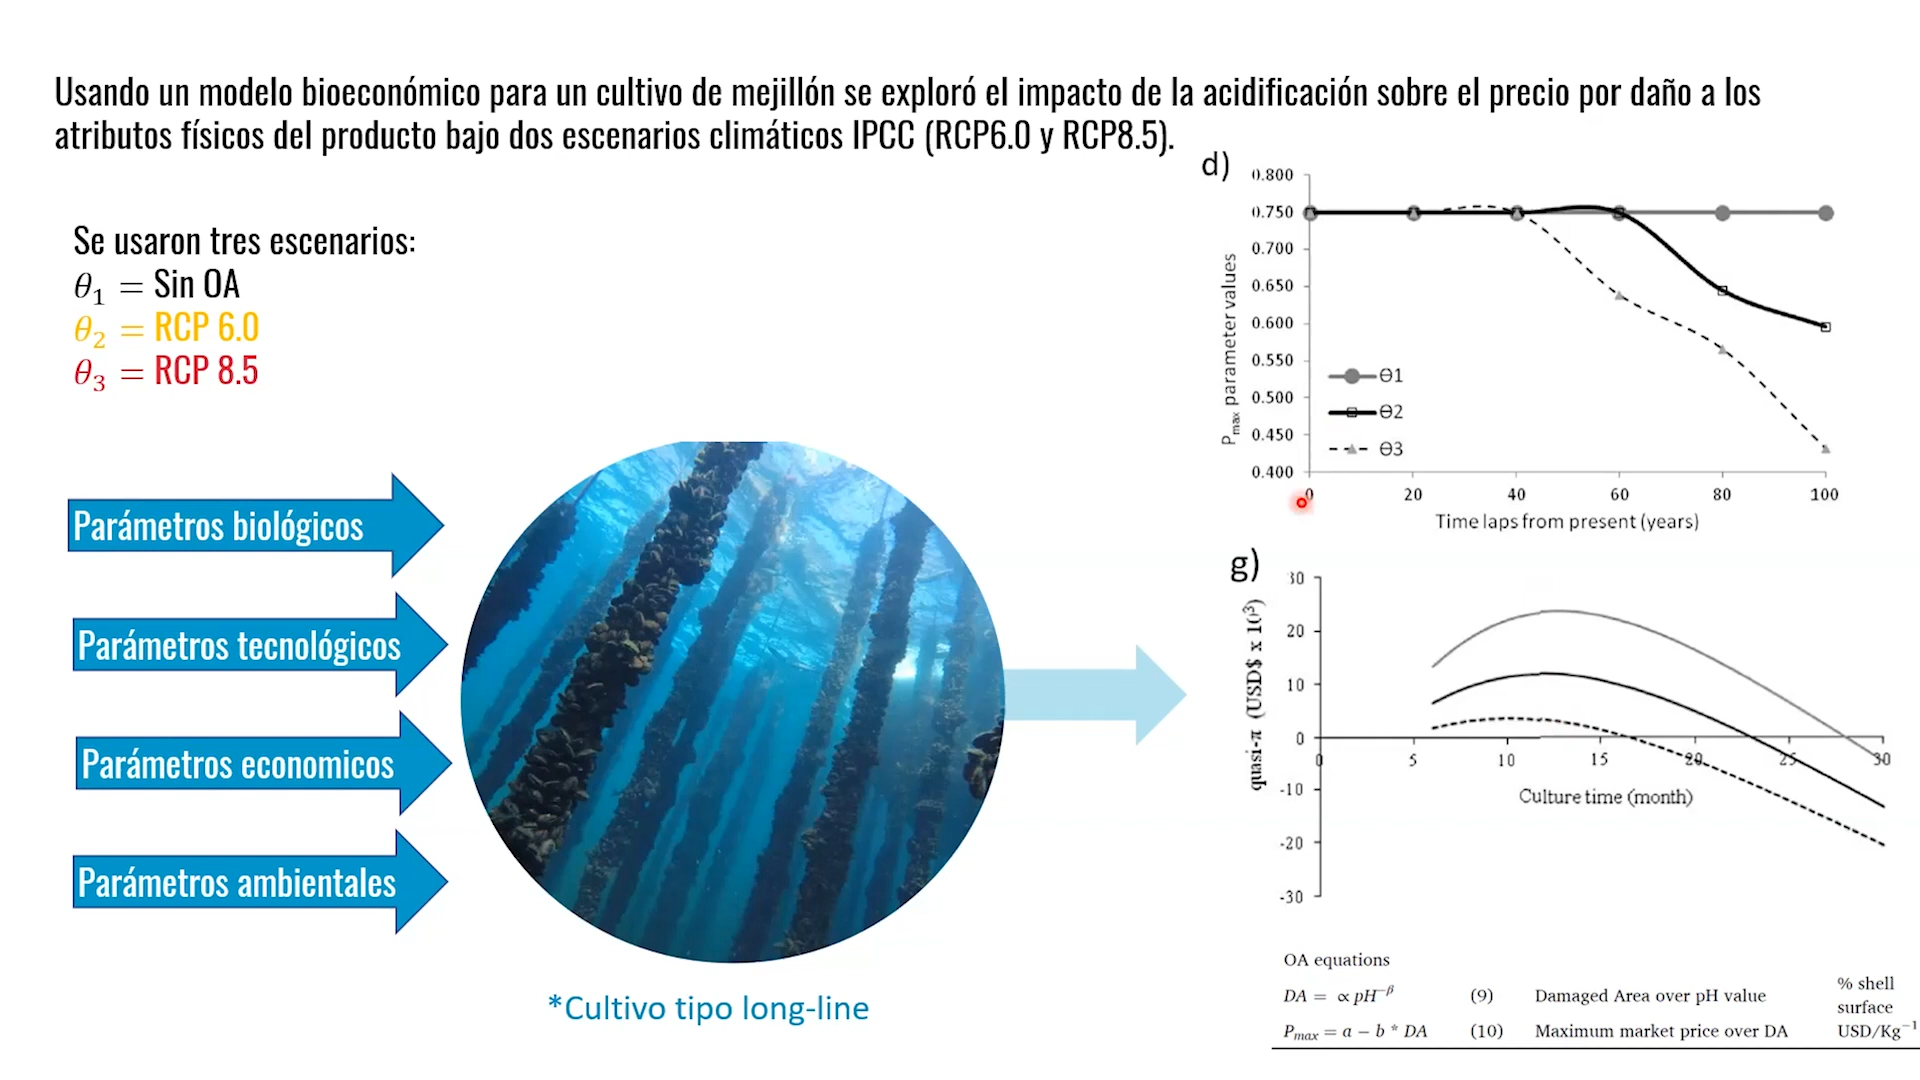 Usando un modelo bioeconómico para un cultivo de mejillón se exploró el impacto de la acidificación sobre el precio por daño a los
atributos físicos del producto bajo dos escenarios climáticos IPCC (RCP6.0 y RCP8.5).
Se usaron tres escenarios:
θ1 = Sin OA
θ2 = RCP 6.0
θ3 = RCP 8.5
Parámetros biológicos
Parámetros tecnológicos
Parámetros economicos
Parámetros ambientales
*Cultivo tipo long-line
d)
Pmax parameter values
0.800
0.750
0.700
0.650
0.600
0.550
0.500
0.450
0.400
Ɵ1
Ɵ2
Ɵ3
0 20 40 60 80 100
Time laps from present (years)
g)
quasi-π (USD$ x 10³)
30
20
10
0
-10
-20
-30
0 5 10 15 20 25 30
Culture time (month)
OA equations
DA = ∝ pH^−β (9) Damaged Area over pH value % shell surface
Pmax = a − b * DA (10) Maximum market price over DA USD/Kg⁻¹